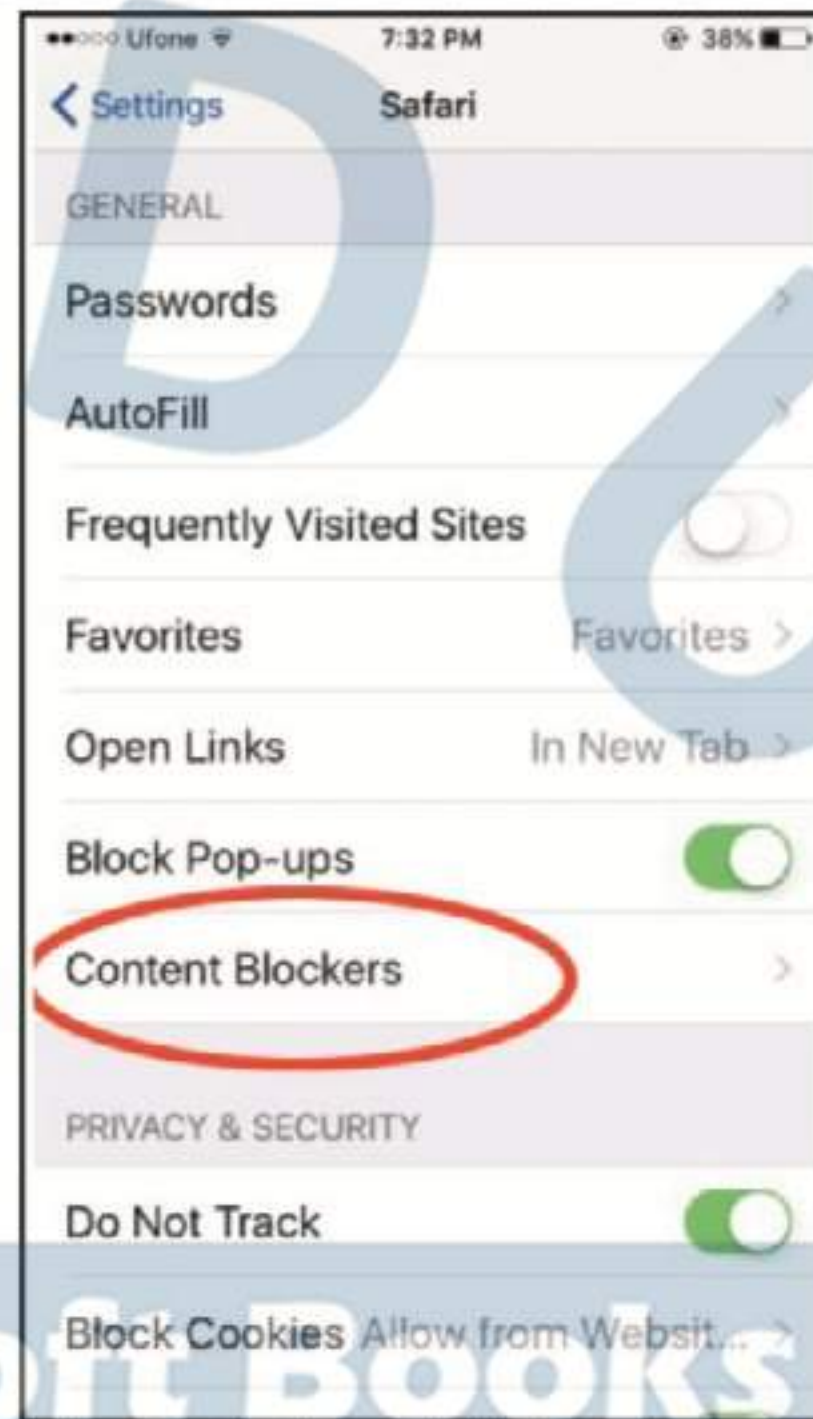 Ufone 7:32 PM 38%
Settings Safari
GENERAL
Passwords
AutoFill
Frequently Visited Sites
Favorites Favorites
Open Links In New Tab
Block Pop-ups
Content Blockers
PRIVACY & SECURITY
Do Not Track
Block Cookies Allow from Websit...
Books